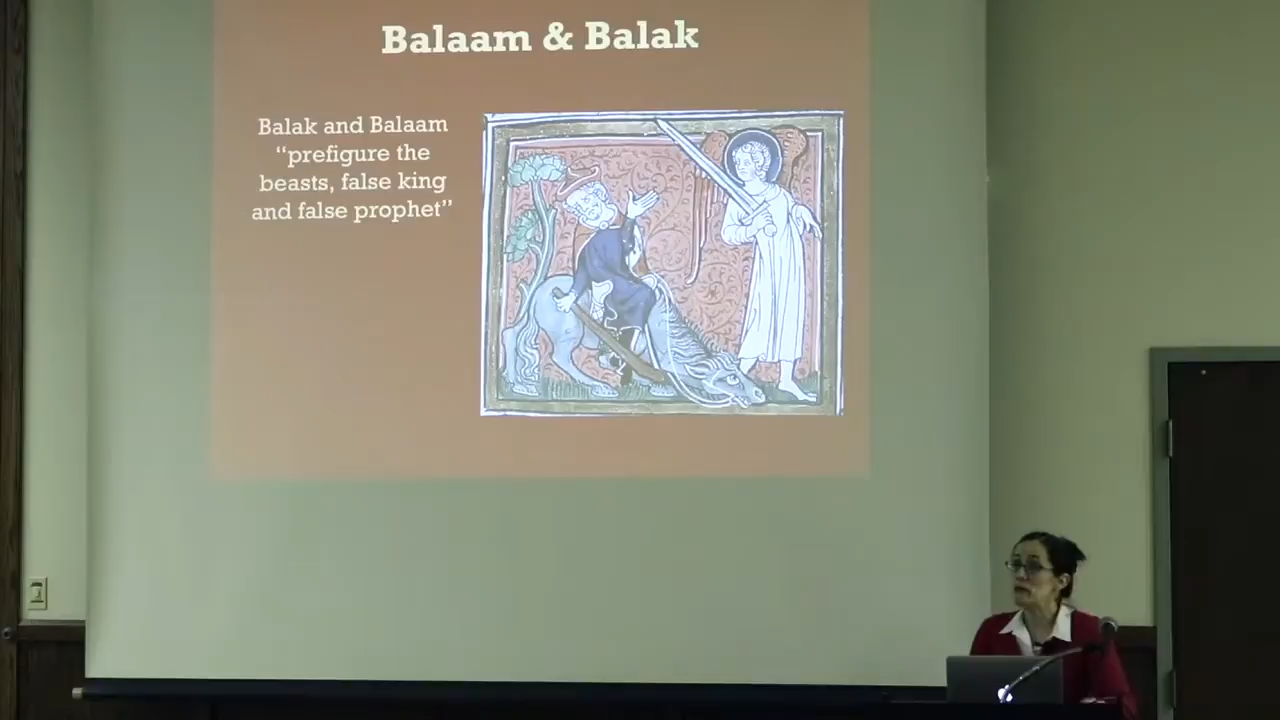 Balaam & Balak
Balak and Balaam
“prefigure the
beasts, false king
and false prophet”